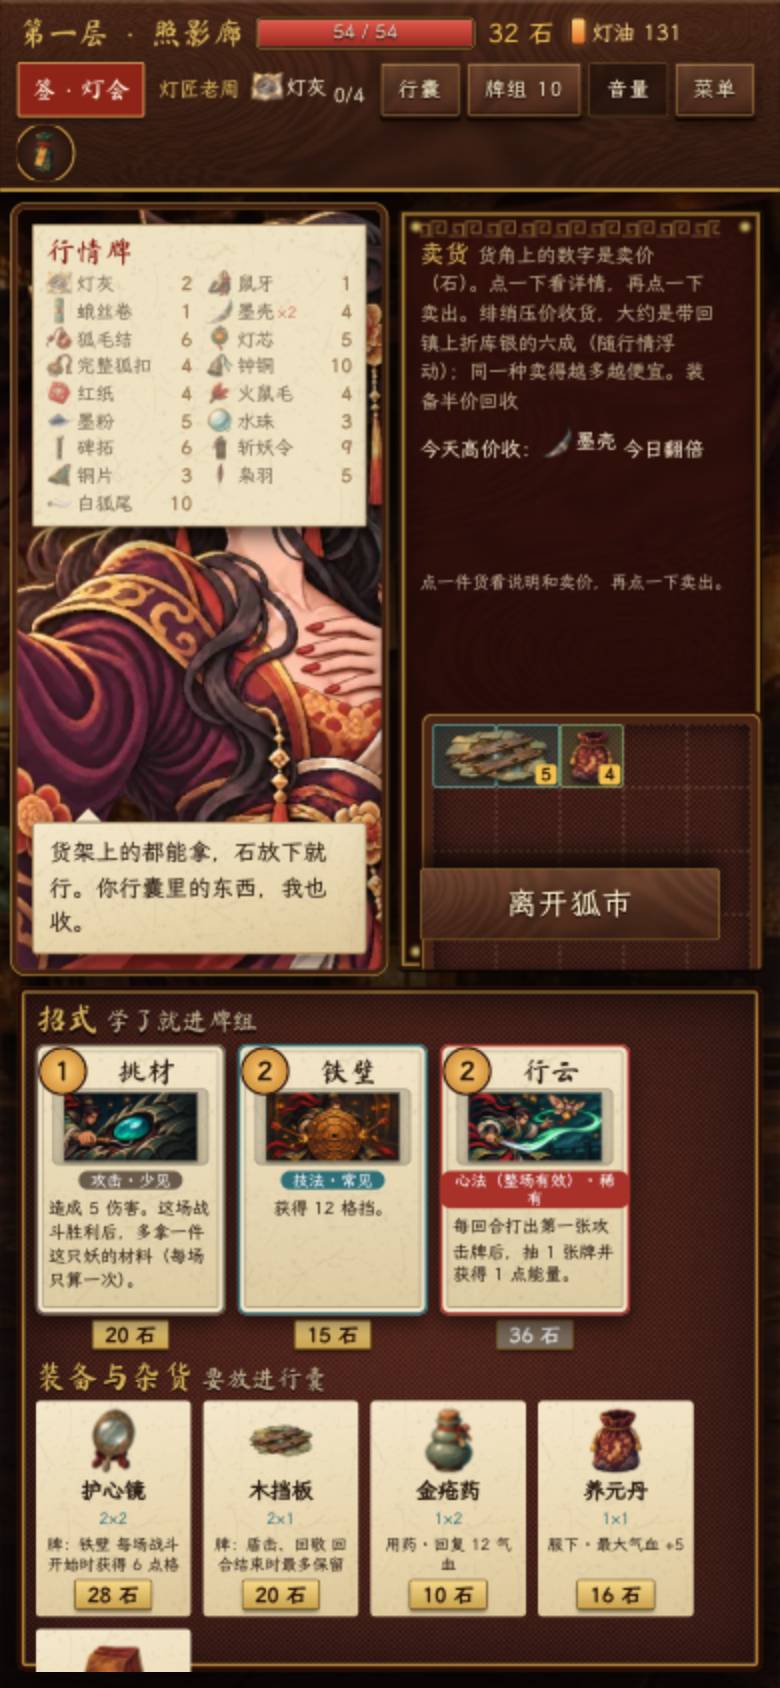 第一层 · 照影廊
54 / 54
32 石
灯油 131
签 · 灯会
灯匠老周
灯灰 0/4
行囊
牌组 10
音量
菜单
行情牌
灯灰 2 鼠牙 1
蛾丝卷 1 墨壳 x2 4
狐毛结 6 灯芯 5
完整狐扣 4 钟铜 10
红纸 4 火鼠毛 4
墨粉 5 水珠 3
碑拓 6 斩妖令 9
铜片 3 枭羽 5
白狐尾 10
货架上的都能拿，石放下就
行。你行囊里的东西，我也
收。
卖货 货角上的数字是卖价
（石）。点一下看详情，再点一下
卖出。绯绡压价收货，大约是带回
镇上折库银的六成（随行情浮
动）；同一种卖得越多越便宜。装
备半价回收
今天高价收： 墨壳 今日翻倍
点一件货看说明和卖价，再点一下卖出。
5
4
离开狐市
招式 学了就进牌组
1 挑材
攻击 · 少见
造成 5 伤害。这场战
斗胜利后，多拿一件
这只妖的材料（每场
只算一次）。
20 石
2 铁壁
技法 · 常见
获得 12 格挡。
15 石
2 行云
心法（整场有效） · 稀
有
每回合打出第一张攻
击牌后，抽 1 张牌并
获得 1 点能量。
36 石
装备与杂货 要放进行囊
护心镜
2x2
牌：铁壁 每场战斗
开始时获得 6 点格
28 石
木挡板
2x1
牌：盾击、回敬 回
合结束时最多保留
20 石
金疮药
1x2
用药 · 回复 12 气
血
10 石
养元丹
1x1
服下 · 最大气血 +5
16 石